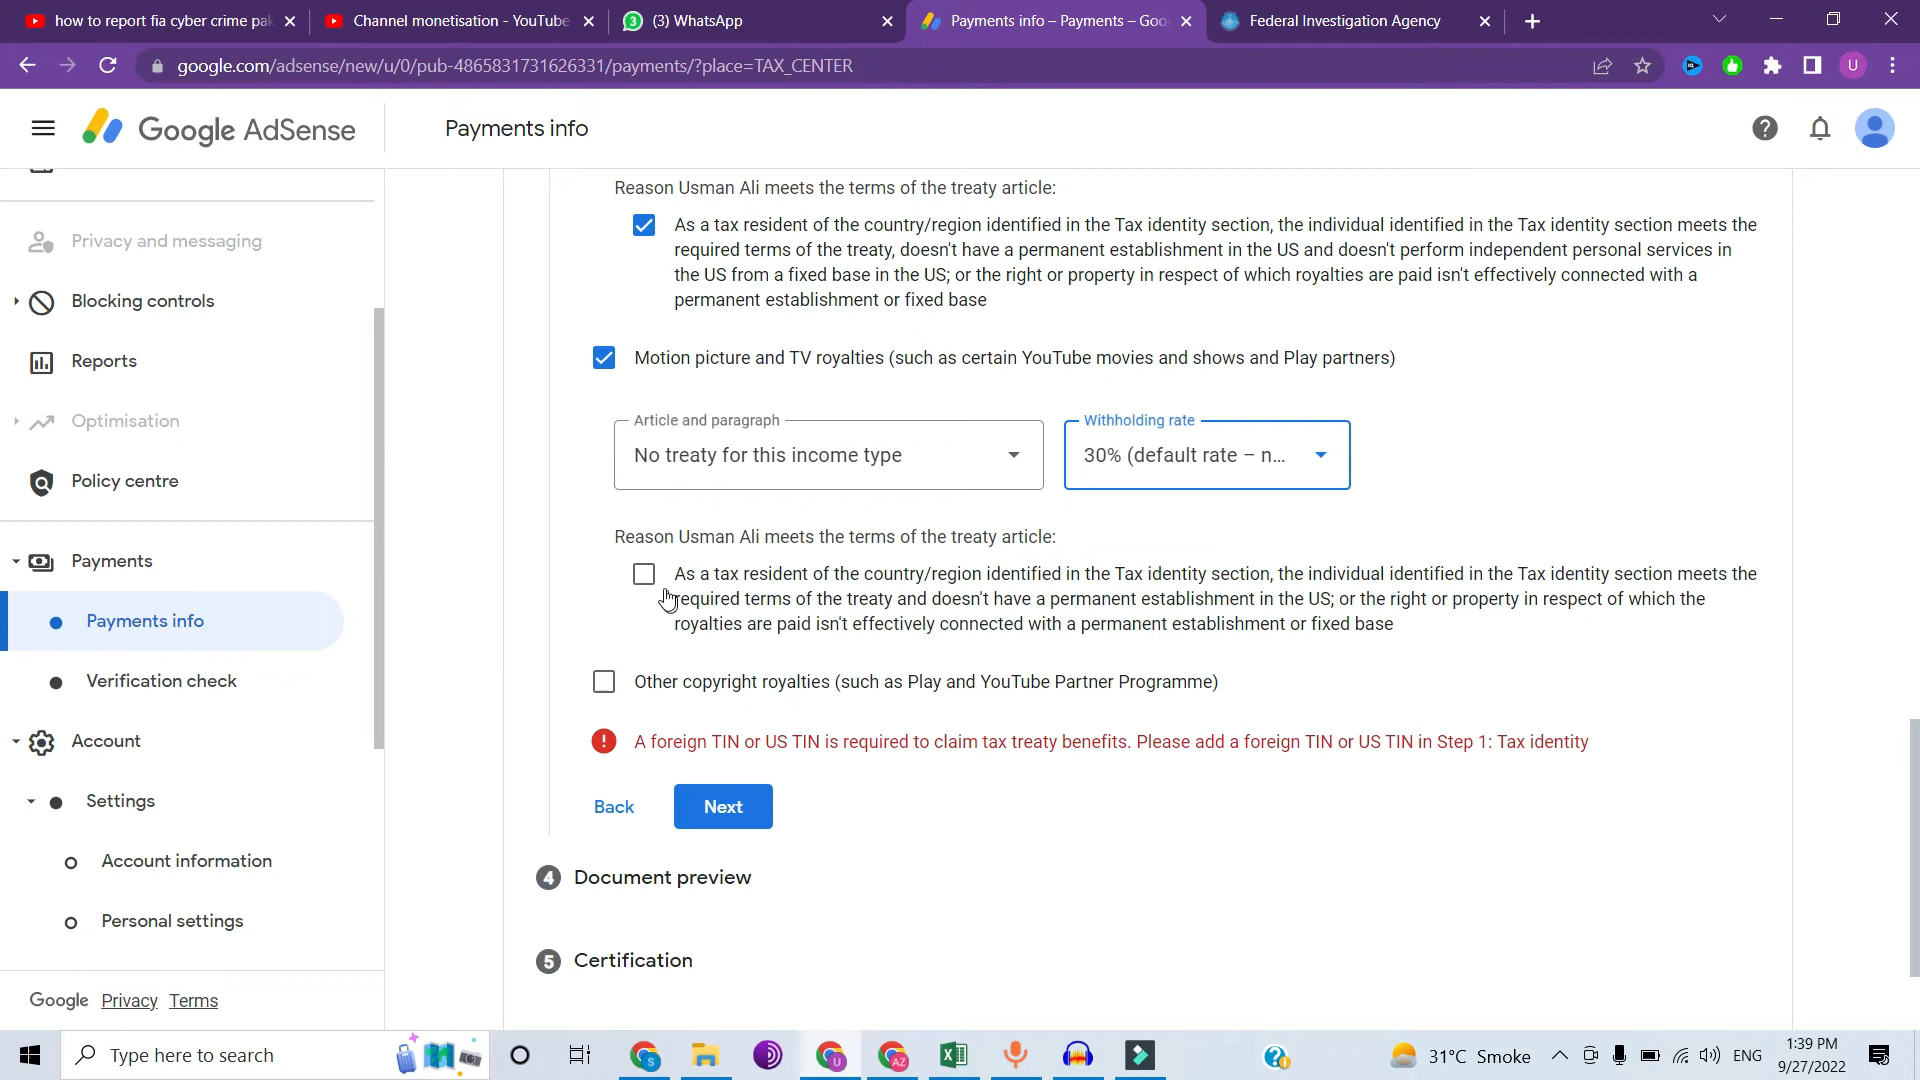 how to report fia cyber crime pak
Channel monetisation - YouTube
(3) WhatsApp
Payments info – Payments – Goo
Federal Investigation Agency
google.com/adsense/new/u/0/pub-4865831731626331/payments/?place=TAX_CENTER
U
Google AdSense
Payments info
Privacy and messaging
Blocking controls
Reports
Optimisation
Policy centre
Payments
Payments info
Verification check
Account
Settings
Account information
Personal settings
Google Privacy Terms
Reason Usman Ali meets the terms of the treaty article:
As a tax resident of the country/region identified in the Tax identity section, the individual identified in the Tax identity section meets the
required terms of the treaty, doesn't have a permanent establishment in the US and doesn't perform independent personal services in
the US from a fixed base in the US; or the right or property in respect of which royalties are paid isn't effectively connected with a
permanent establishment or fixed base
Motion picture and TV royalties (such as certain YouTube movies and shows and Play partners)
Article and paragraph
No treaty for this income type
Withholding rate
30% (default rate – n...
Reason Usman Ali meets the terms of the treaty article:
As a tax resident of the country/region identified in the Tax identity section, the individual identified in the Tax identity section meets the
required terms of the treaty and doesn't have a permanent establishment in the US; or the right or property in respect of which the
royalties are paid isn't effectively connected with a permanent establishment or fixed base
Other copyright royalties (such as Play and YouTube Partner Programme)
A foreign TIN or US TIN is required to claim tax treaty benefits. Please add a foreign TIN or US TIN in Step 1: Tax identity
Back
Next
4 Document preview
5 Certification
Type here to search
31°C Smoke
ENG
1:39 PM
9/27/2022